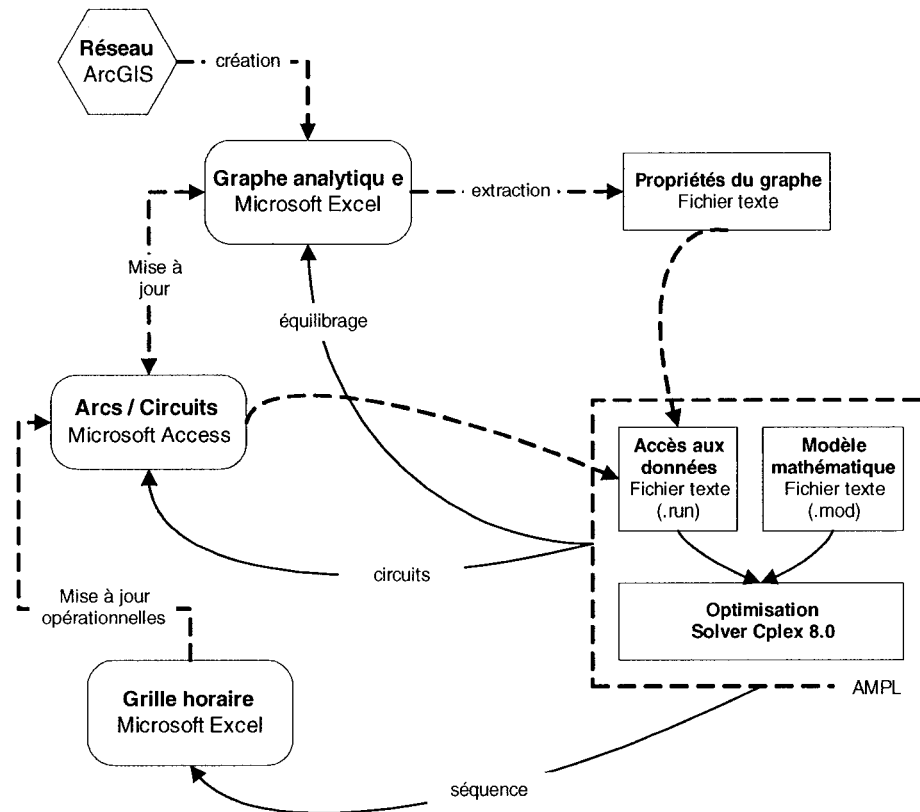 Réseau
ArcGIS
création
Graphe analytiqu e
Microsoft Excel
extraction
Propriétés du graphe
Fichier texte
Mise à
jour
équilibrage
Arcs / Circuits
Microsoft Access
Accès aux
données
Fichier texte
(.run)
Modèle
mathématique
Fichier texte
(.mod)
circuits
Optimisation
Solver Cplex 8.0
Mise à jour
opérationnelles
AMPL
Grille horaire
Microsoft Excel
séquence